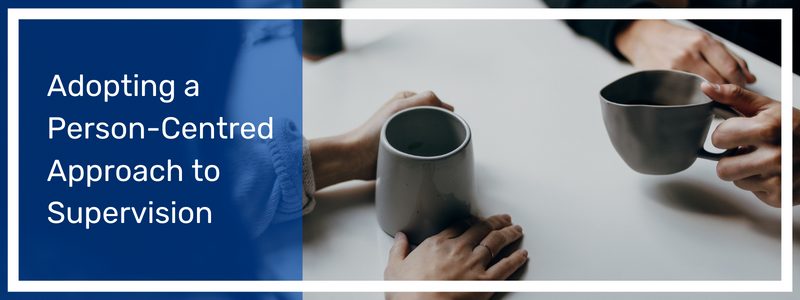 Adopting a
Person-Centred
Approach to
Supervision